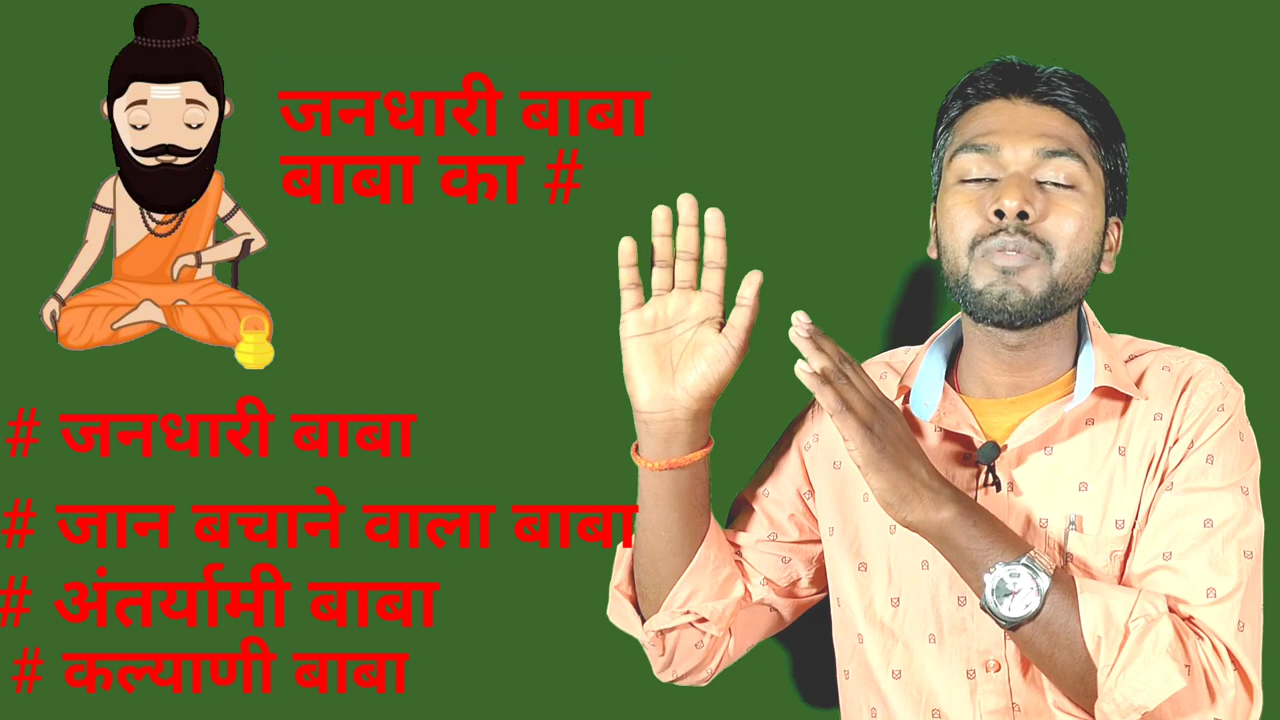 जनधारी बाबा
बाबा का #
# जनधारी बाबा
# जान बचाने वाला बाबा
# अंतर्यामी बाबा
# कल्याणी बाबा